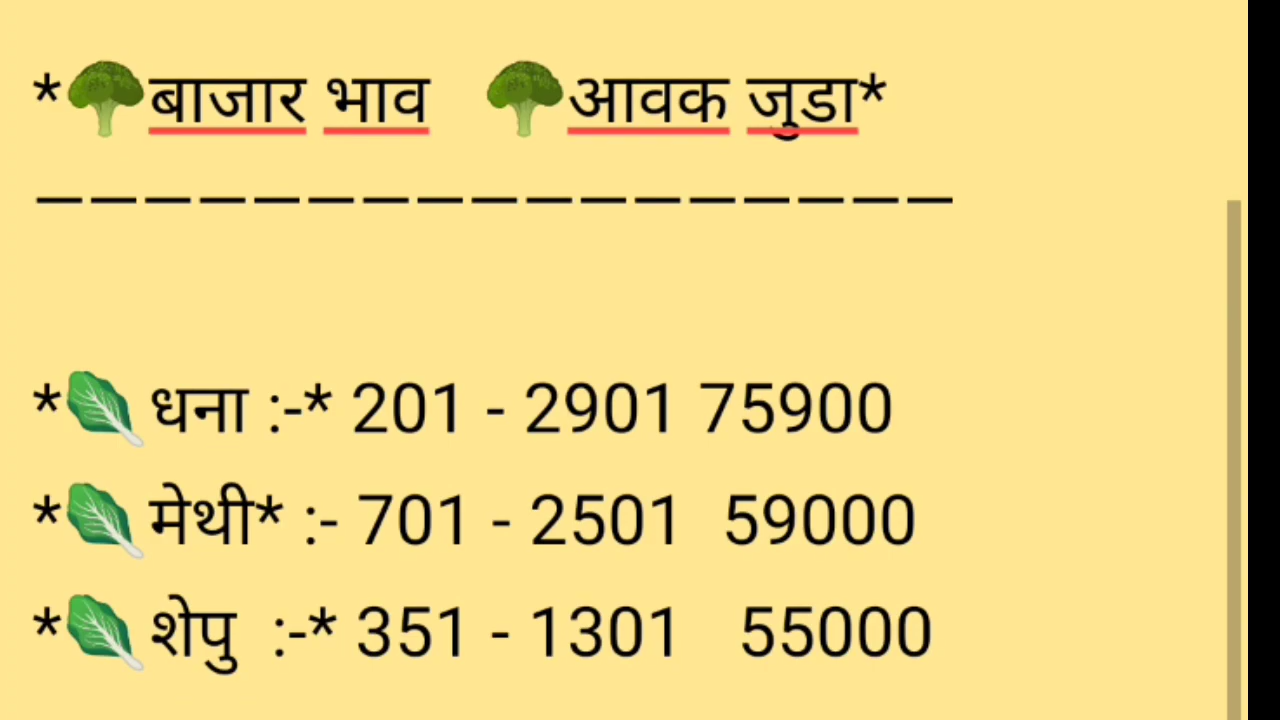 *🥦बाजार भाव 🥦आवक जुडा*
—————————————————
*🥬धना :-* 201 - 2901 75900
*🥬मेथी* :- 701 - 2501 59000
*🥬शेपु :-* 351 - 1301 55000